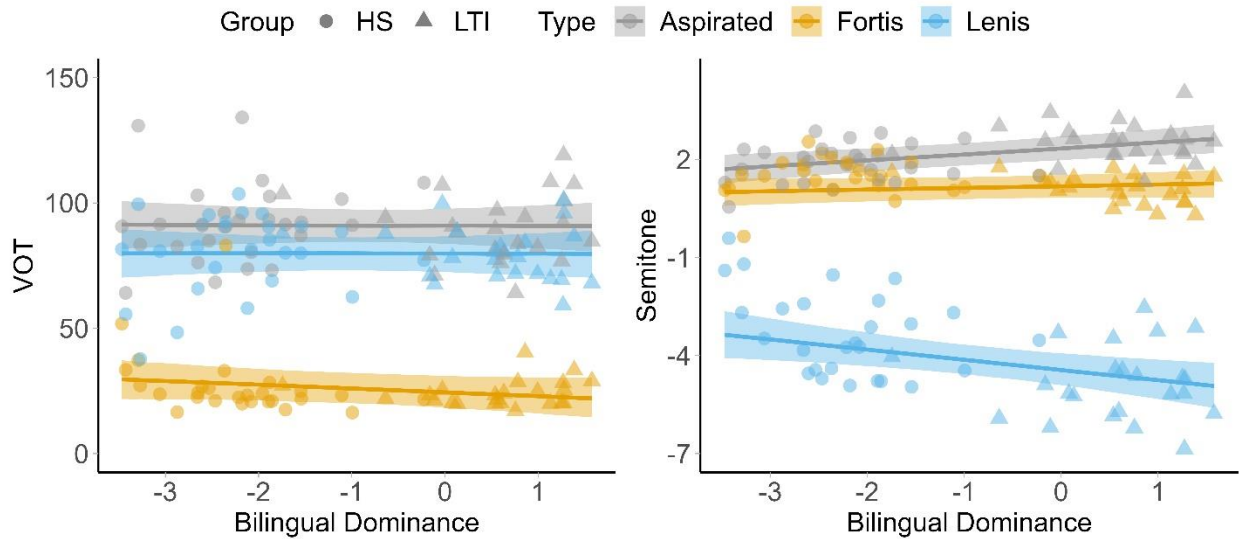 Group HS LTI Type Aspirated Fortis Lenis
150
100
50
0
VOT
-3 -2 -1 0 1
Bilingual Dominance
2
-1
-4
-7
Semitone
-3 -2 -1 0 1
Bilingual Dominance